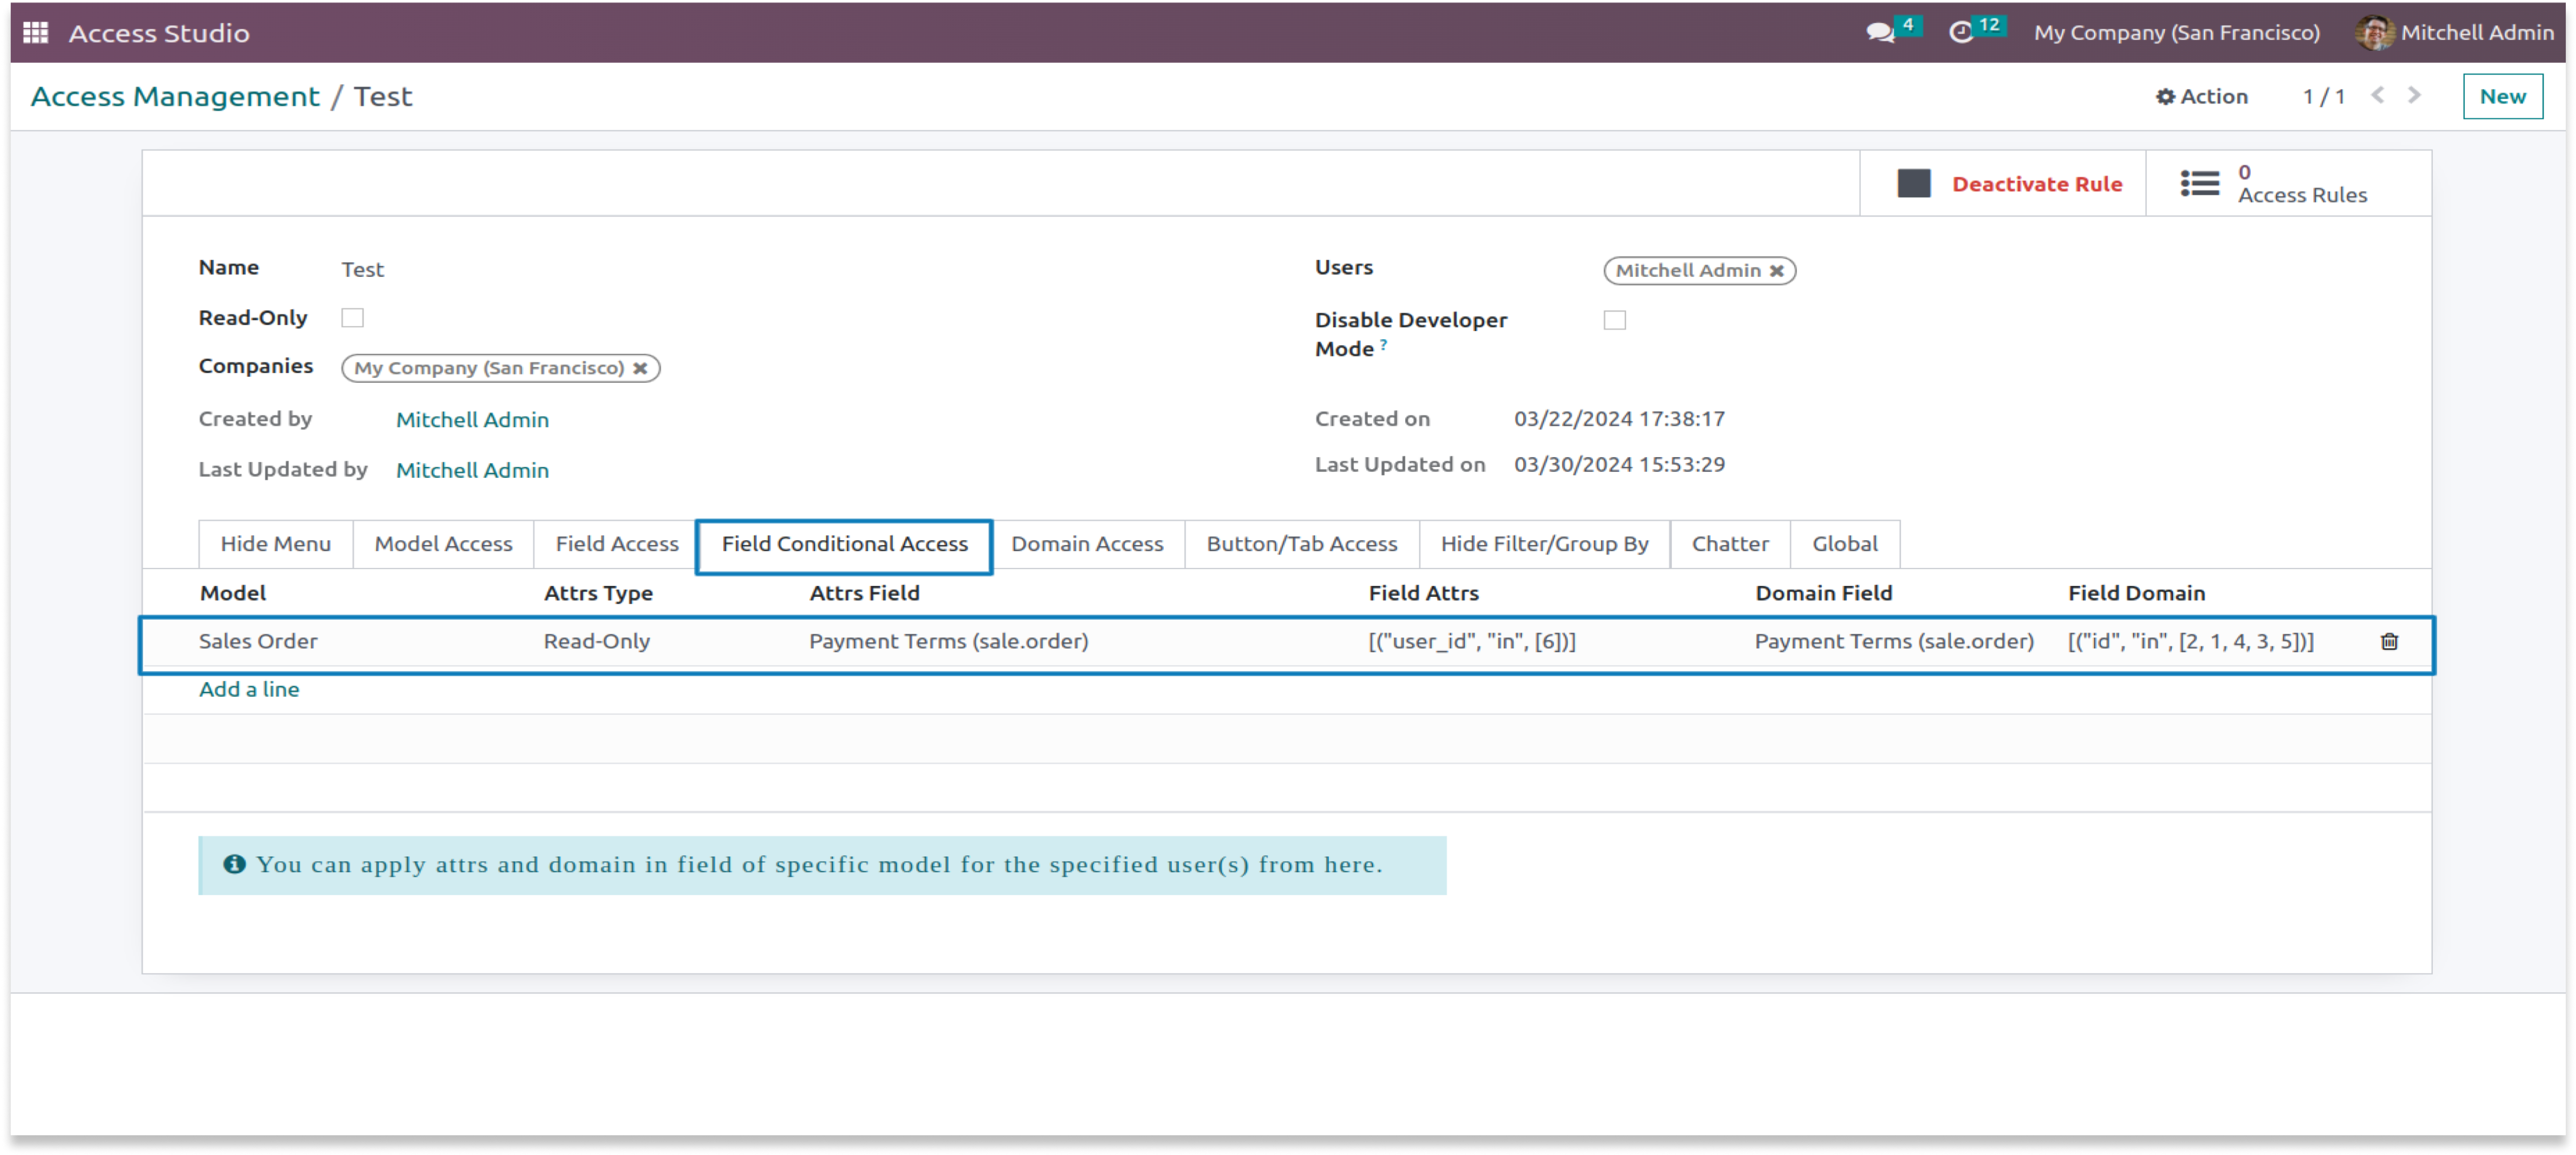 Access Studio 4 12 My Company (San Francisco) Mitchell Admin
Access Management / Test Action 1 / 1 New
Deactivate Rule 0 Access Rules
Name Test Users Mitchell Admin
Read-Only Disable Developer Mode ?
Companies My Company (San Francisco)
Created by Mitchell Admin Created on 03/22/2024 17:38:17
Last Updated by Mitchell Admin Last Updated on 03/30/2024 15:53:29
Hide Menu Model Access Field Access Field Conditional Access Domain Access Button/Tab Access Hide Filter/Group By Chatter Global
Model Attrs Type Attrs Field Field Attrs Domain Field Field Domain
Sales Order Read-Only Payment Terms (sale.order) [("user_id", "in", [6])] Payment Terms (sale.order) [("id", "in", [2, 1, 4, 3, 5])]
Add a line
You can apply attrs and domain in field of specific model for the specified user(s) from here.